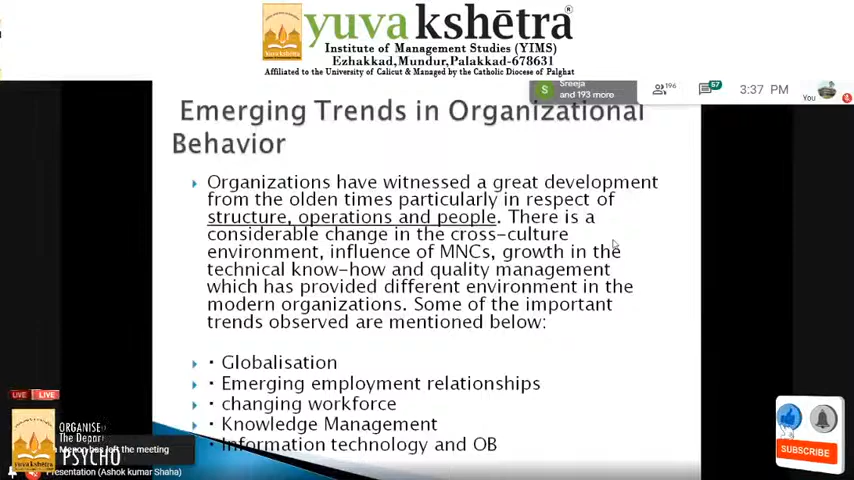 yuvakshētra®
Institute of Management Studies (YIMS)
Ezhakkad, Mundur, Palakkad-678631
Affiliated to the University of Calicut & Managed by the Catholic Diocese of Palghat
S
Sreeja
and 193 more
196
57
3:37 PM
You
Emerging Trends in Organizational
Behavior
Organizations have witnessed a great development
from the olden times particularly in respect of
structure, operations and people. There is a
considerable change in the cross-culture
environment, influence of MNCs, growth in the
technical know-how and quality management
which has provided different environment in the
modern organizations. Some of the important
trends observed are mentioned below:
• Globalisation
• Emerging employment relationships
• changing workforce
• Knowledge Management
• Information technology and OB
LIVE LIVE
ORGANISE
The Depar
Menon has left the meeting
PSYCHO
yuvakshetra
Presentation (Ashok kumar Shaha)
SUBSCRIBE